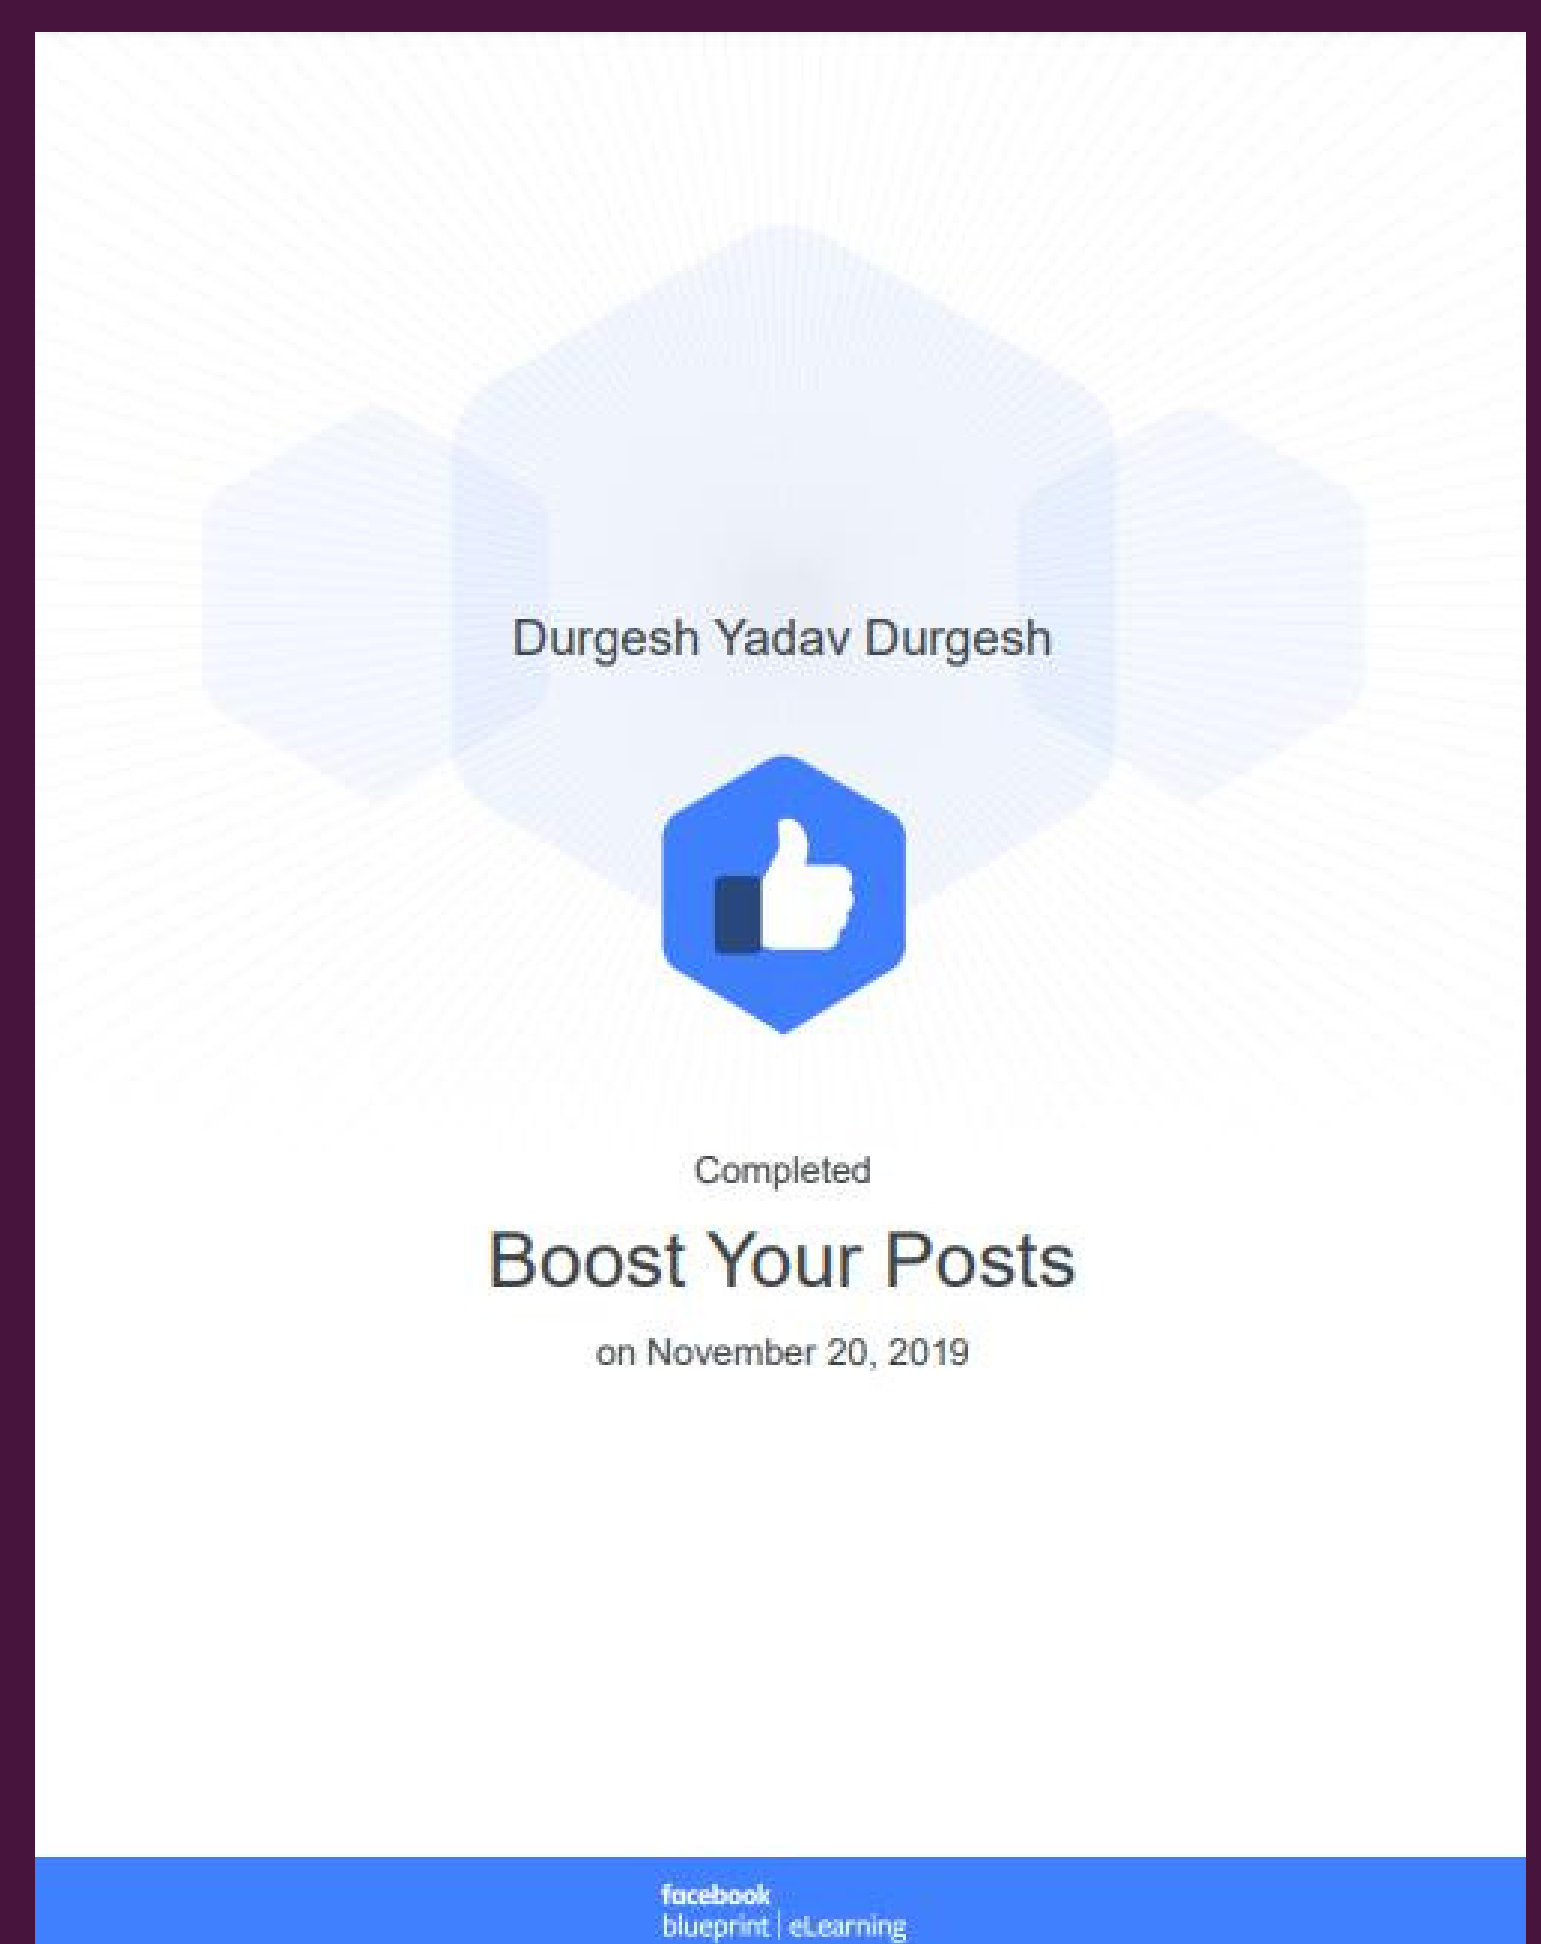 Durgesh Yadav Durgesh
Completed
Boost Your Posts
on November 20, 2019
facebook
blueprint | eLearning